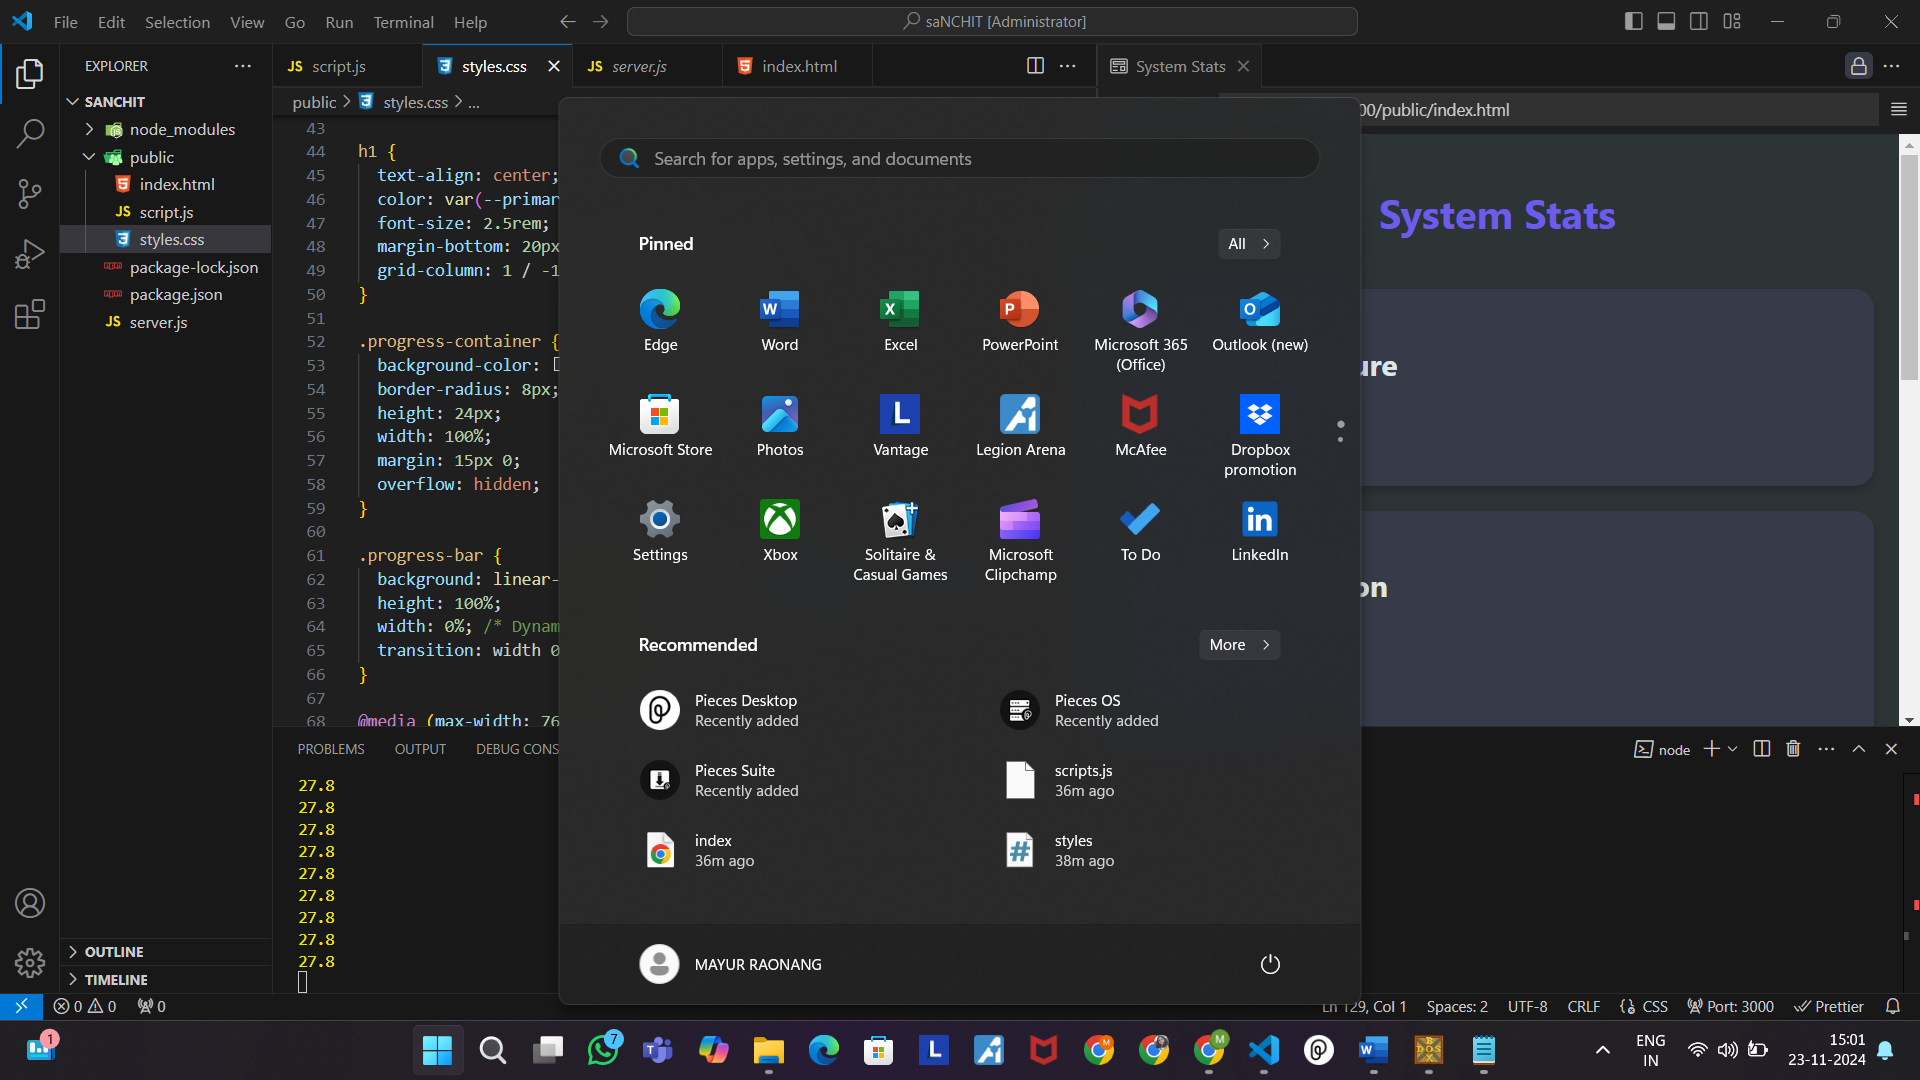 File Edit Selection View Go Run Terminal Help
saNCHIT [Administrator]
EXPLORER
SANCHIT
node_modules
public
index.html
script.js
styles.css
package-lock.json
package.json
server.js
OUTLINE
TIMELINE
script.js
styles.css
server.js
index.html
public > styles.css > ...
43
44 h1 {
45 text-align: center;
46 color: var(--primar
47 font-size: 2.5rem;
48 margin-bottom: 20px
49 grid-column: 1 / -1
50 }
51
52 .progress-container {
53 background-color:
54 border-radius: 8px;
55 height: 24px;
56 width: 100%;
57 margin: 15px 0;
58 overflow: hidden;
59 }
60
61 .progress-bar {
62 background: linear-
63 height: 100%;
64 width: 0%; /* Dynam
65 transition: width 0
66 }
67
68 @media (max-width: 76
System Stats
00/public/index.html
System Stats
ure
on
PROBLEMS OUTPUT DEBUG CONS
node
27.8
27.8
27.8
27.8
27.8
27.8
27.8
27.8
27.8
Search for apps, settings, and documents
Pinned
All
Edge
Word
Excel
PowerPoint
Microsoft 365
(Office)
Outlook (new)
Microsoft Store
Photos
Vantage
Legion Arena
McAfee
Dropbox
promotion
Settings
Xbox
Solitaire &
Casual Games
Microsoft
Clipchamp
To Do
LinkedIn
Recommended
More
Pieces Desktop
Recently added
Pieces OS
Recently added
Pieces Suite
Recently added
scripts.js
36m ago
index
36m ago
styles
38m ago
MAYUR RAONANG
0 0 0
Ln 129, Col 1 Spaces: 2 UTF-8 CRLF CSS Port: 3000 Prettier
1
7
ENG
IN
15:01
23-11-2024